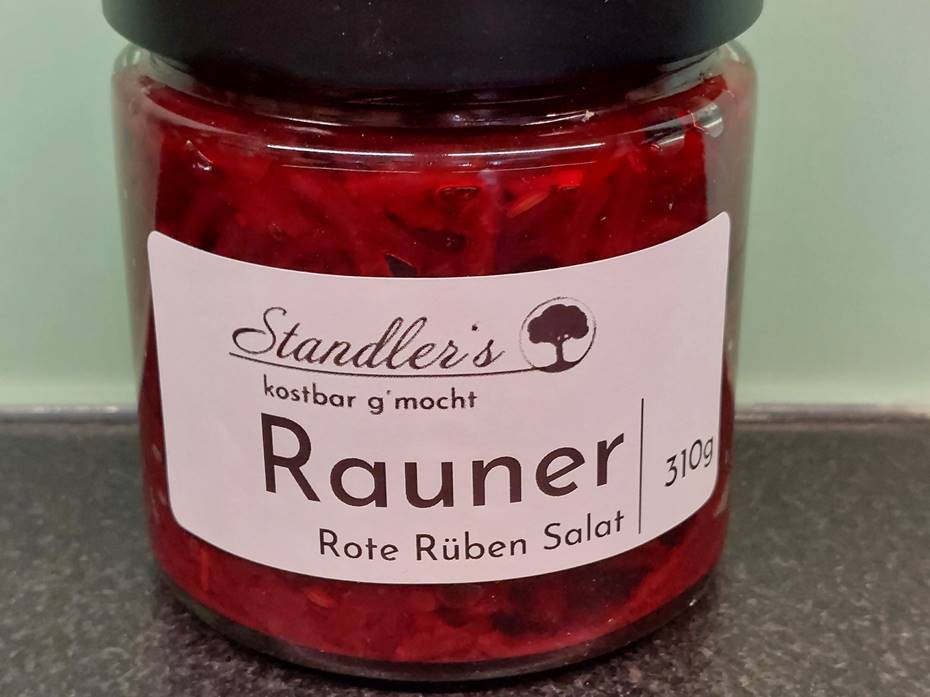 Standler's
kostbar g'mocht
Rauner
310g
Rote Rüben Salat